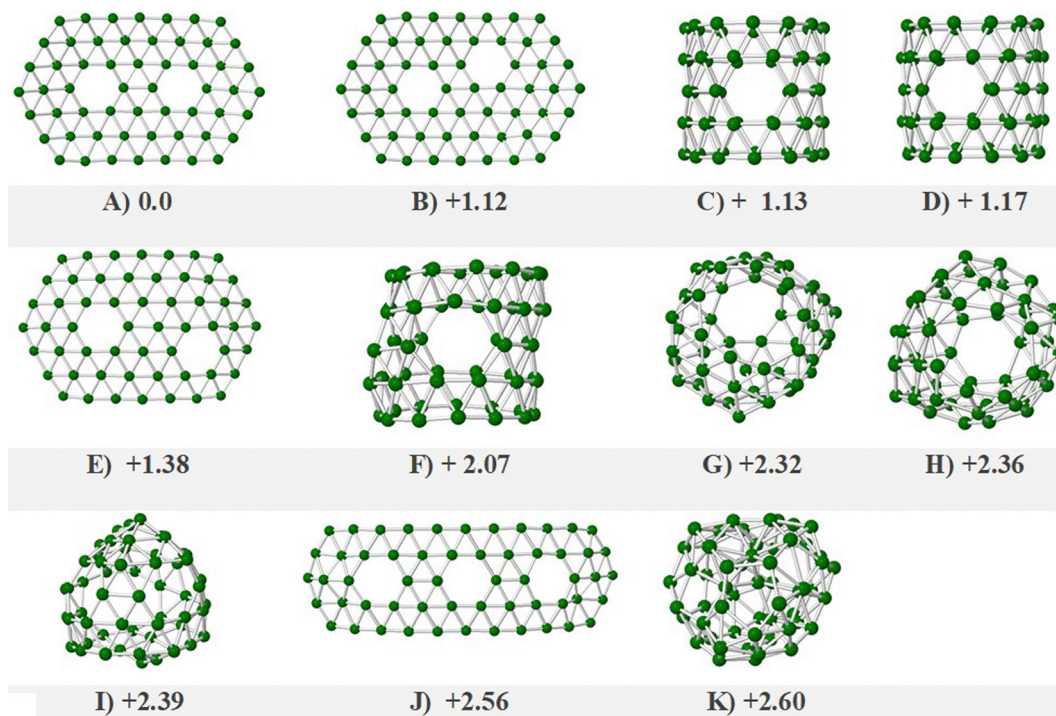 A) 0.0 B) +1.12 C) + 1.13 D) + 1.17
E) +1.38 F) + 2.07 G) +2.32 H) +2.36
I) +2.39 J) +2.56 K) +2.60